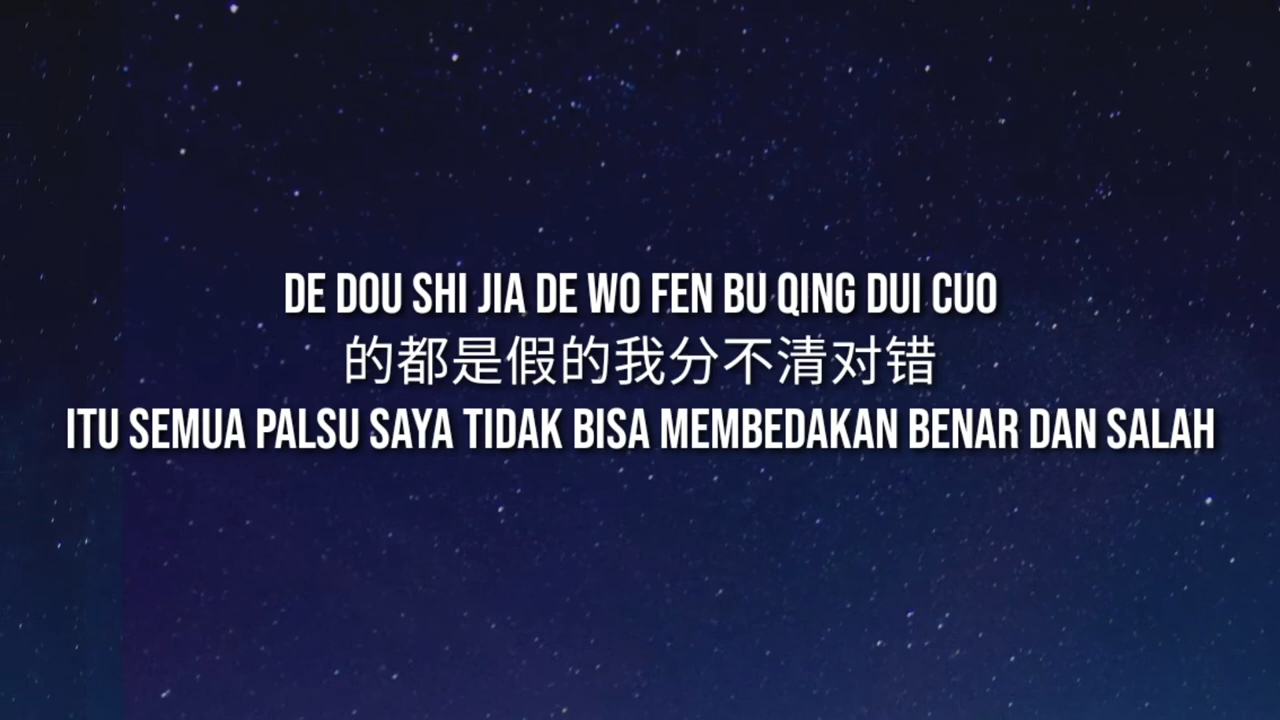 DE DOU SHI JIA DE WO FEN BU QING DUI CUO
的都是假的我分不清对错
ITU SEMUA PALSU SAYA TIDAK BISA MEMBEDAKAN BENAR DAN SALAH